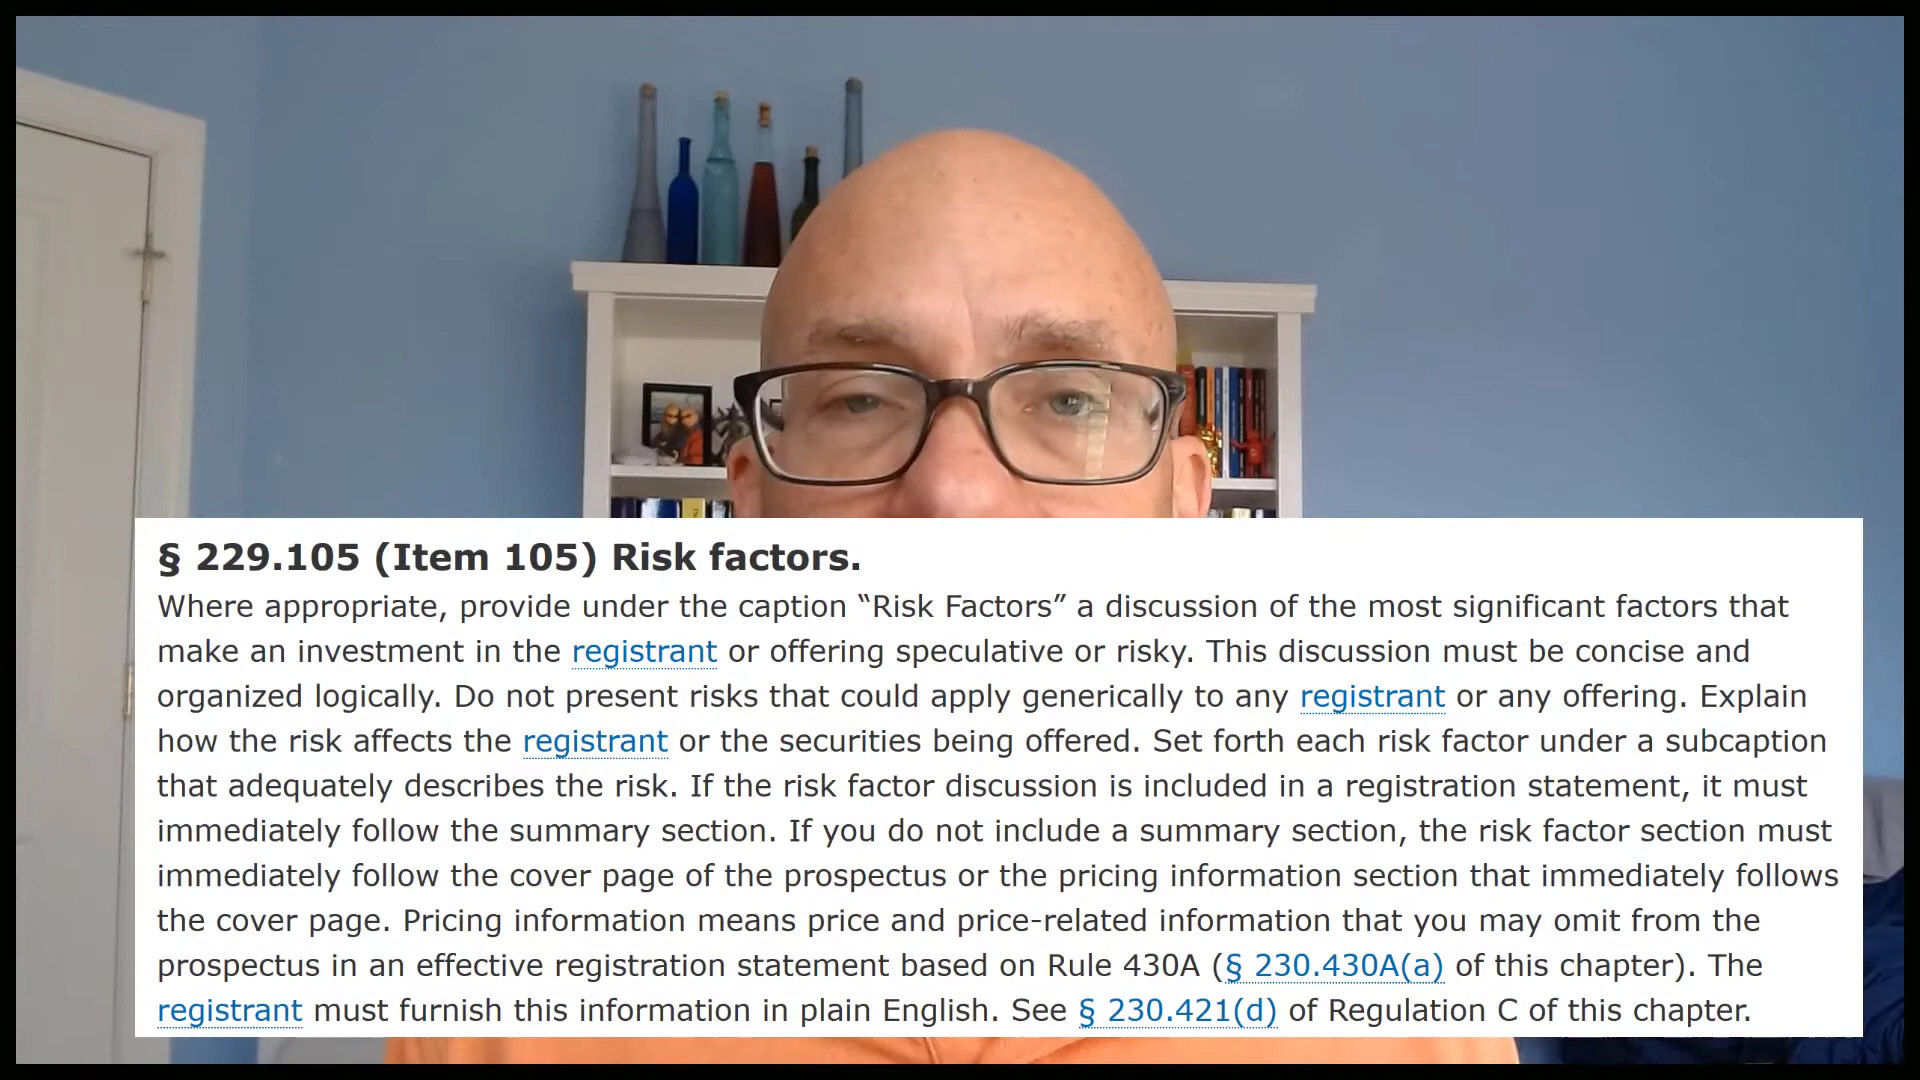 § 229.105 (Item 105) Risk factors.
Where appropriate, provide under the caption “Risk Factors” a discussion of the most significant factors that
make an investment in the registrant or offering speculative or risky. This discussion must be concise and
organized logically. Do not present risks that could apply generically to any registrant or any offering. Explain
how the risk affects the registrant or the securities being offered. Set forth each risk factor under a subcaption
that adequately describes the risk. If the risk factor discussion is included in a registration statement, it must
immediately follow the summary section. If you do not include a summary section, the risk factor section must
immediately follow the cover page of the prospectus or the pricing information section that immediately follows
the cover page. Pricing information means price and price-related information that you may omit from the
prospectus in an effective registration statement based on Rule 430A (§ 230.430A(a) of this chapter). The
registrant must furnish this information in plain English. See § 230.421(d) of Regulation C of this chapter.